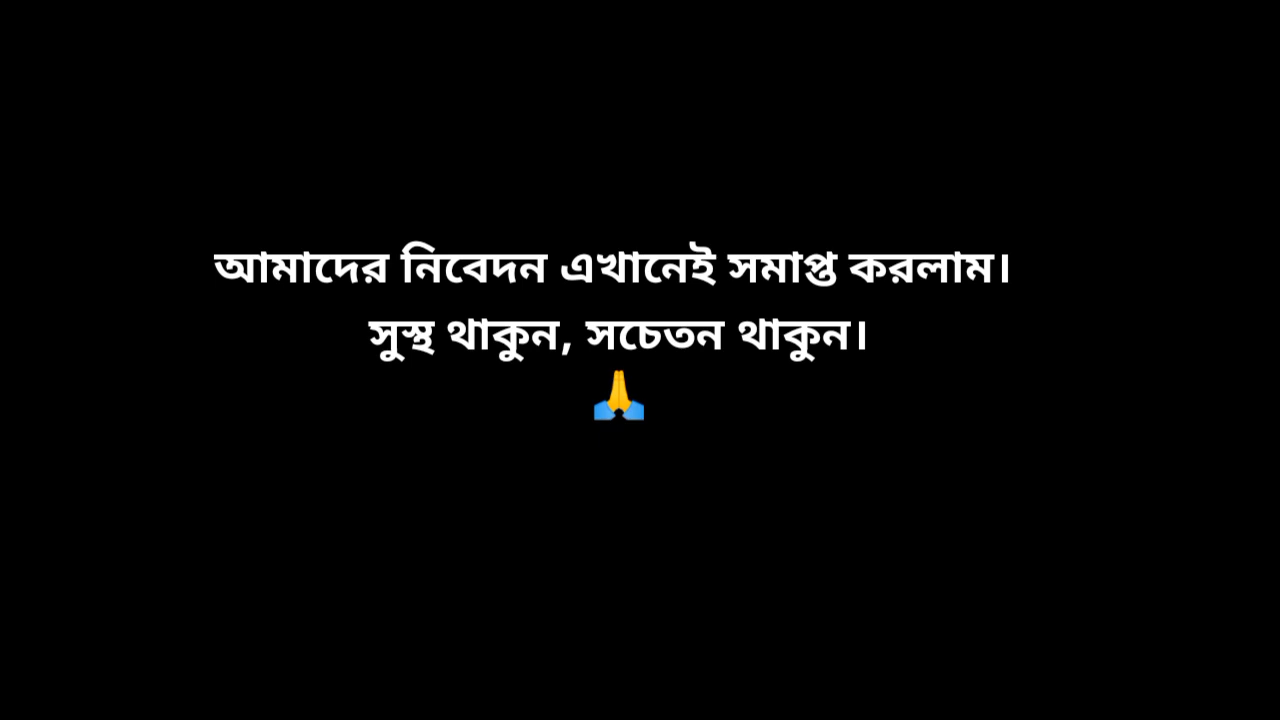 আমাদের নিবেদন এখানেই সমাপ্ত করলাম।
সুস্থ থাকুন, সচেতন থাকুন।
🙏